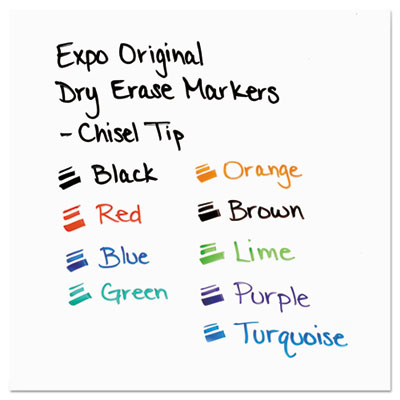 Expo Original
Dry Erase Markers
- Chisel Tip
Black
Red
Blue
Green
Orange
Brown
Lime
Purple
Turquoise